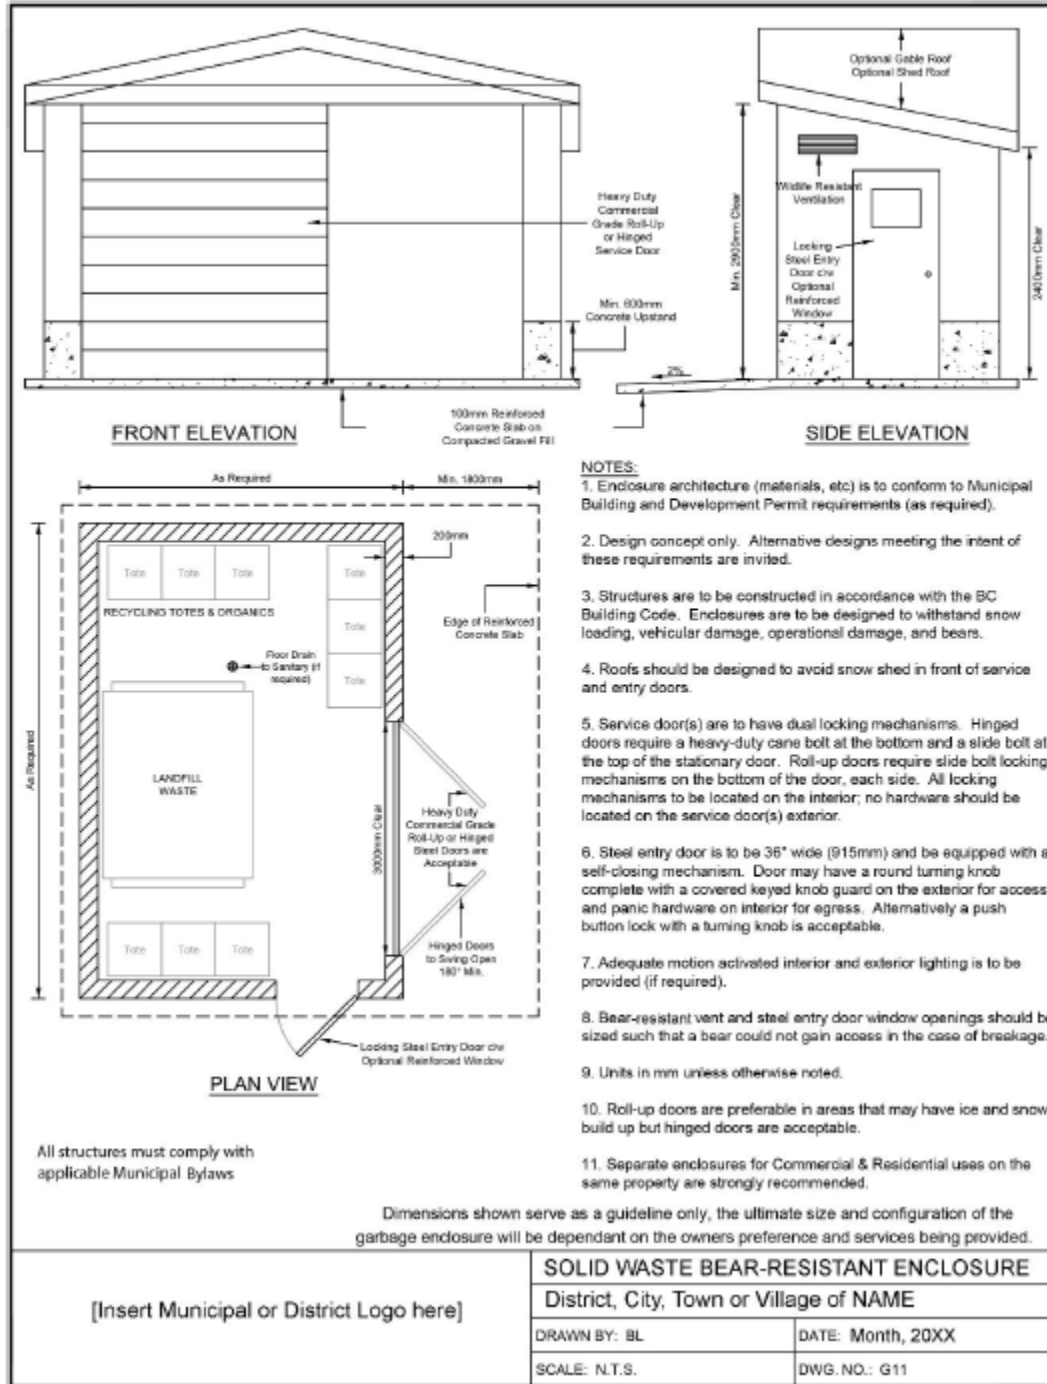 Optional Gable Roof
Optional Shed Roof
Wildlife Resistant
Ventilation
Heavy Duty
Commercial
Grade Roll-Up
or Hinged
Service Door
Min. 2900mm Clear
Locking
Steel Entry
Door c/w
Optional
Reinforced
Window
2400mm Clear
Min. 600mm
Concrete Upstand
2%
100mm Reinforced
Concrete Slab on
Compacted Gravel Fill
FRONT ELEVATION
SIDE ELEVATION
As Required
Min. 1800mm
200mm
Tote
Tote
Tote
Tote
RECYCLING TOTES & ORGANICS
Tote
Edge of Reinforced
Concrete Slab
Floor Drain
to Sanitary (if
required)
Tote
As Required
LANDFILL
WASTE
3000mm Clear
Heavy Duty
Commercial Grade
Roll-Up or Hinged
Steel Doors are
Acceptable
Tote
Tote
Tote
Hinged Doors
to Swing Open
180° Min.
Locking Steel Entry Door c/w
Optional Reinforced Window
PLAN VIEW
All structures must comply with
applicable Municipal Bylaws
NOTES:
1. Enclosure architecture (materials, etc) is to conform to Municipal
Building and Development Permit requirements (as required).
2. Design concept only. Alternative designs meeting the intent of
these requirements are invited.
3. Structures are to be constructed in accordance with the BC
Building Code. Enclosures are to be designed to withstand snow
loading, vehicular damage, operational damage, and bears.
4. Roofs should be designed to avoid snow shed in front of service
and entry doors.
5. Service door(s) are to have dual locking mechanisms. Hinged
doors require a heavy-duty cane bolt at the bottom and a slide bolt at
the top of the stationary door. Roll-up doors require slide bolt locking
mechanisms on the bottom of the door, each side. All locking
mechanisms to be located on the interior; no hardware should be
located on the service door(s) exterior.
6. Steel entry door is to be 36" wide (915mm) and be equipped with a
self-closing mechanism. Door may have a round turning knob
complete with a covered keyed knob guard on the exterior for access
and panic hardware on interior for egress. Alternatively a push
button lock with a turning knob is acceptable.
7. Adequate motion activated interior and exterior lighting is to be
provided (if required).
8. Bear-resistant vent and steel entry door window openings should be
sized such that a bear could not gain access in the case of breakage.
9. Units in mm unless otherwise noted.
10. Roll-up doors are preferable in areas that may have ice and snow
build up but hinged doors are acceptable.
11. Separate enclosures for Commercial & Residential uses on the
same property are strongly recommended.
Dimensions shown serve as a guideline only, the ultimate size and configuration of the
garbage enclosure will be dependant on the owners preference and services being provided.
[Insert Municipal or District Logo here]
SOLID WASTE BEAR-RESISTANT ENCLOSURE
District, City, Town or Village of NAME
DRAWN BY: BL
DATE: Month, 20XX
SCALE: N.T.S.
DWG. NO.: G11